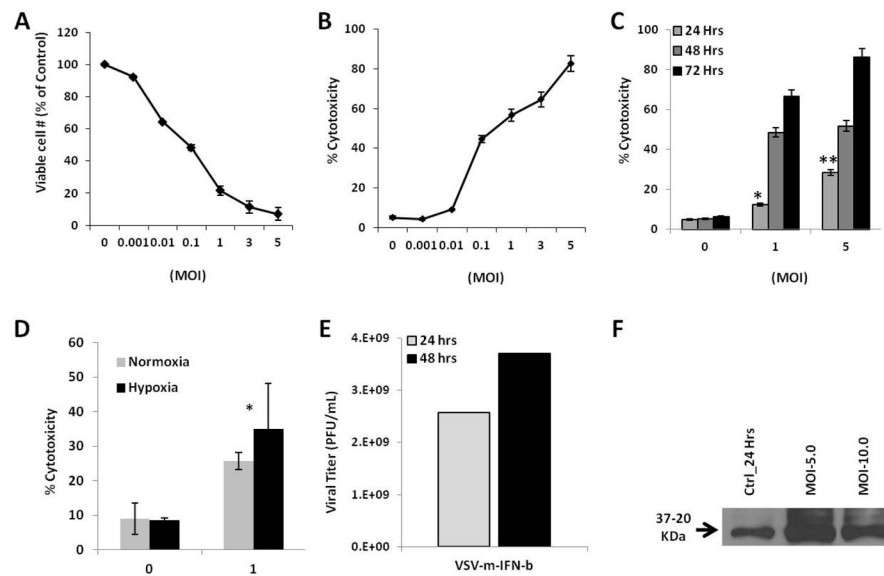 A
Viable cell # (% of Control)
120
100
80
60
40
20
0
0 0.001 0.01 0.1 1 3 5
(MOI)
B
% Cytotoxicity
100
80
60
40
20
0
0 0.001 0.01 0.1 1 3 5
(MOI)
C
% Cytotoxicity
100
80
60
40
20
0
24 Hrs
48 Hrs
72 Hrs
*
**
0 1 5
(MOI)
D
% Cytotoxicity
60
50
40
30
20
10
0
Normoxia
Hypoxia
*
0 1
E
Viral Titer (PFU/mL)
4.E+09
3.E+09
2.E+09
1.E+09
0.E+00
24 hrs
48 hrs
VSV-m-IFN-b
F
Ctrl_24 Hrs
MOI-5.0
MOI-10.0
37-20
KDa